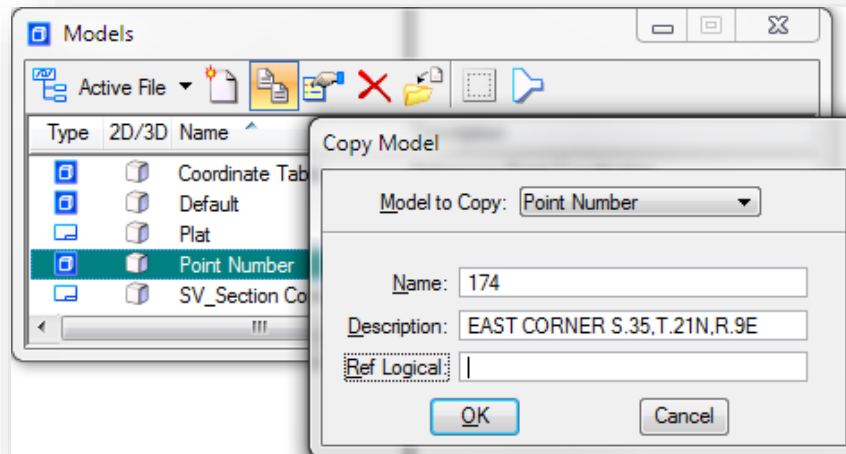 Models
Active File
Type 2D/3D Name
Coordinate Tab
Default
Plat
Point Number
SV_Section Co
Copy Model
Model to Copy: Point Number
Name: 174
Description: EAST CORNER S.35,T.21N,R.9E
Ref Logical:
OK Cancel